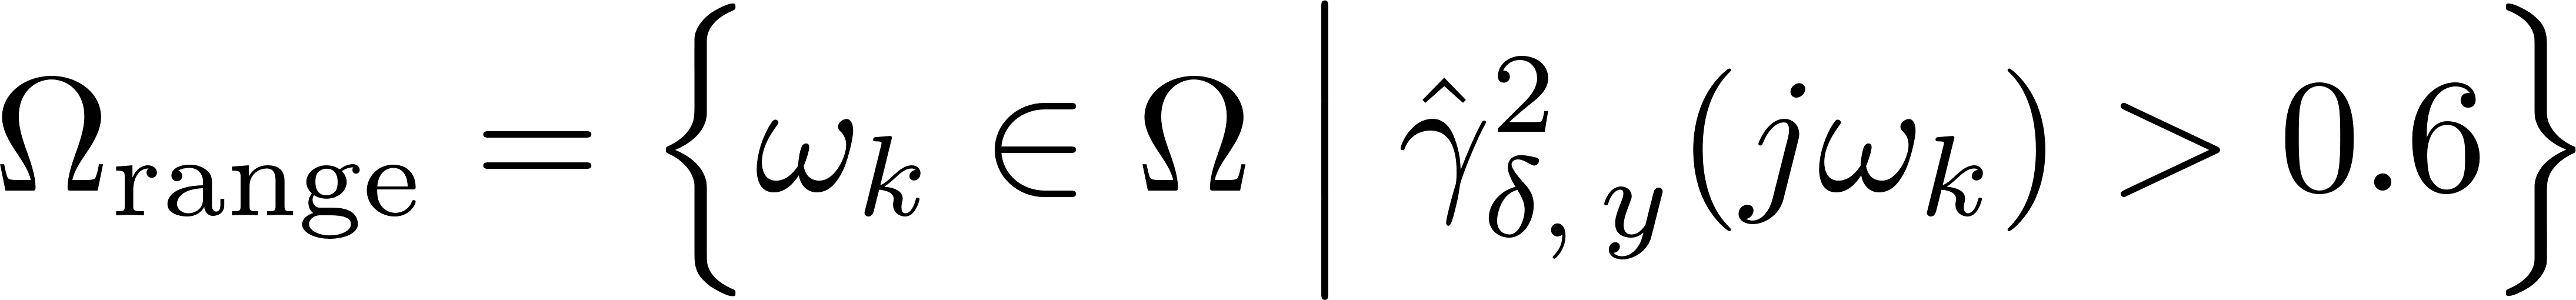 Ω_range = { ω_k ∈ Ω | γ̂²_{δ,y}(jω_k) > 0.6 }